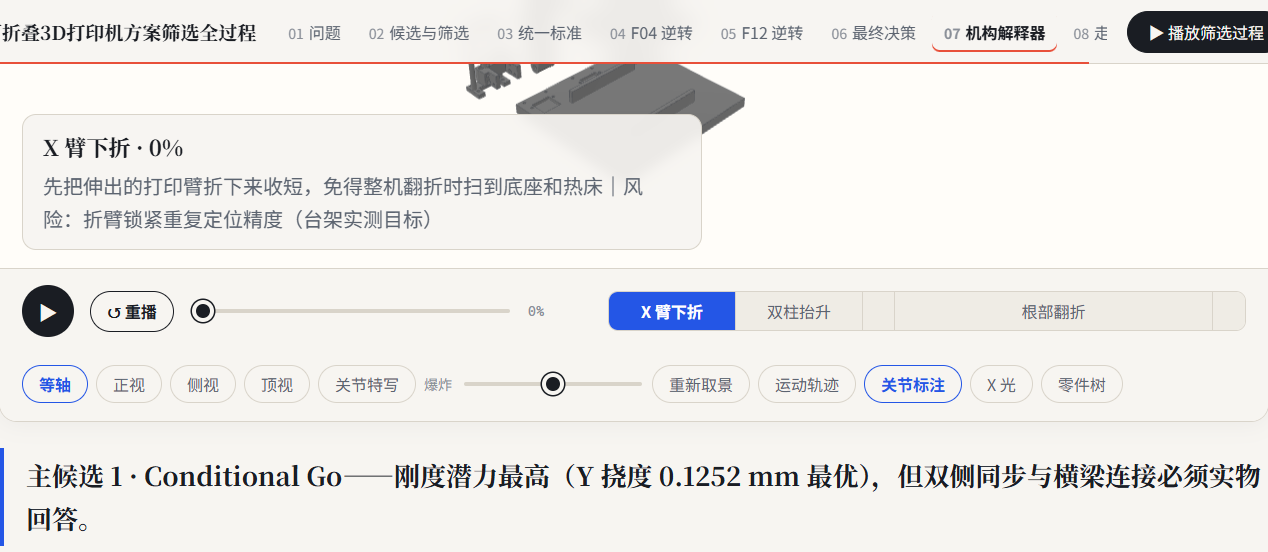 折叠3D打印机方案筛选全过程 01 问题 02 候选与筛选 03 统一标准 04 F04 逆转 05 F12 逆转 06 最终决策 07 机构解释器 08 走 ▶ 播放筛选过程
X 臂下折 · 0%
先把伸出的打印臂折下来收短，免得整机翻折时扫到底座和热床｜风
险：折臂锁紧重复定位精度（台架实测目标）
▶ ↺ 重播 0% X 臂下折 双柱抬升 根部翻折
等轴 正视 侧视 顶视 关节特写 爆炸 重新取景 运动轨迹 关节标注 X 光 零件树
主候选 1 · Conditional Go——刚度潜力最高（Y 挠度 0.1252 mm 最优），但双侧同步与横梁连接必须实物
回答。